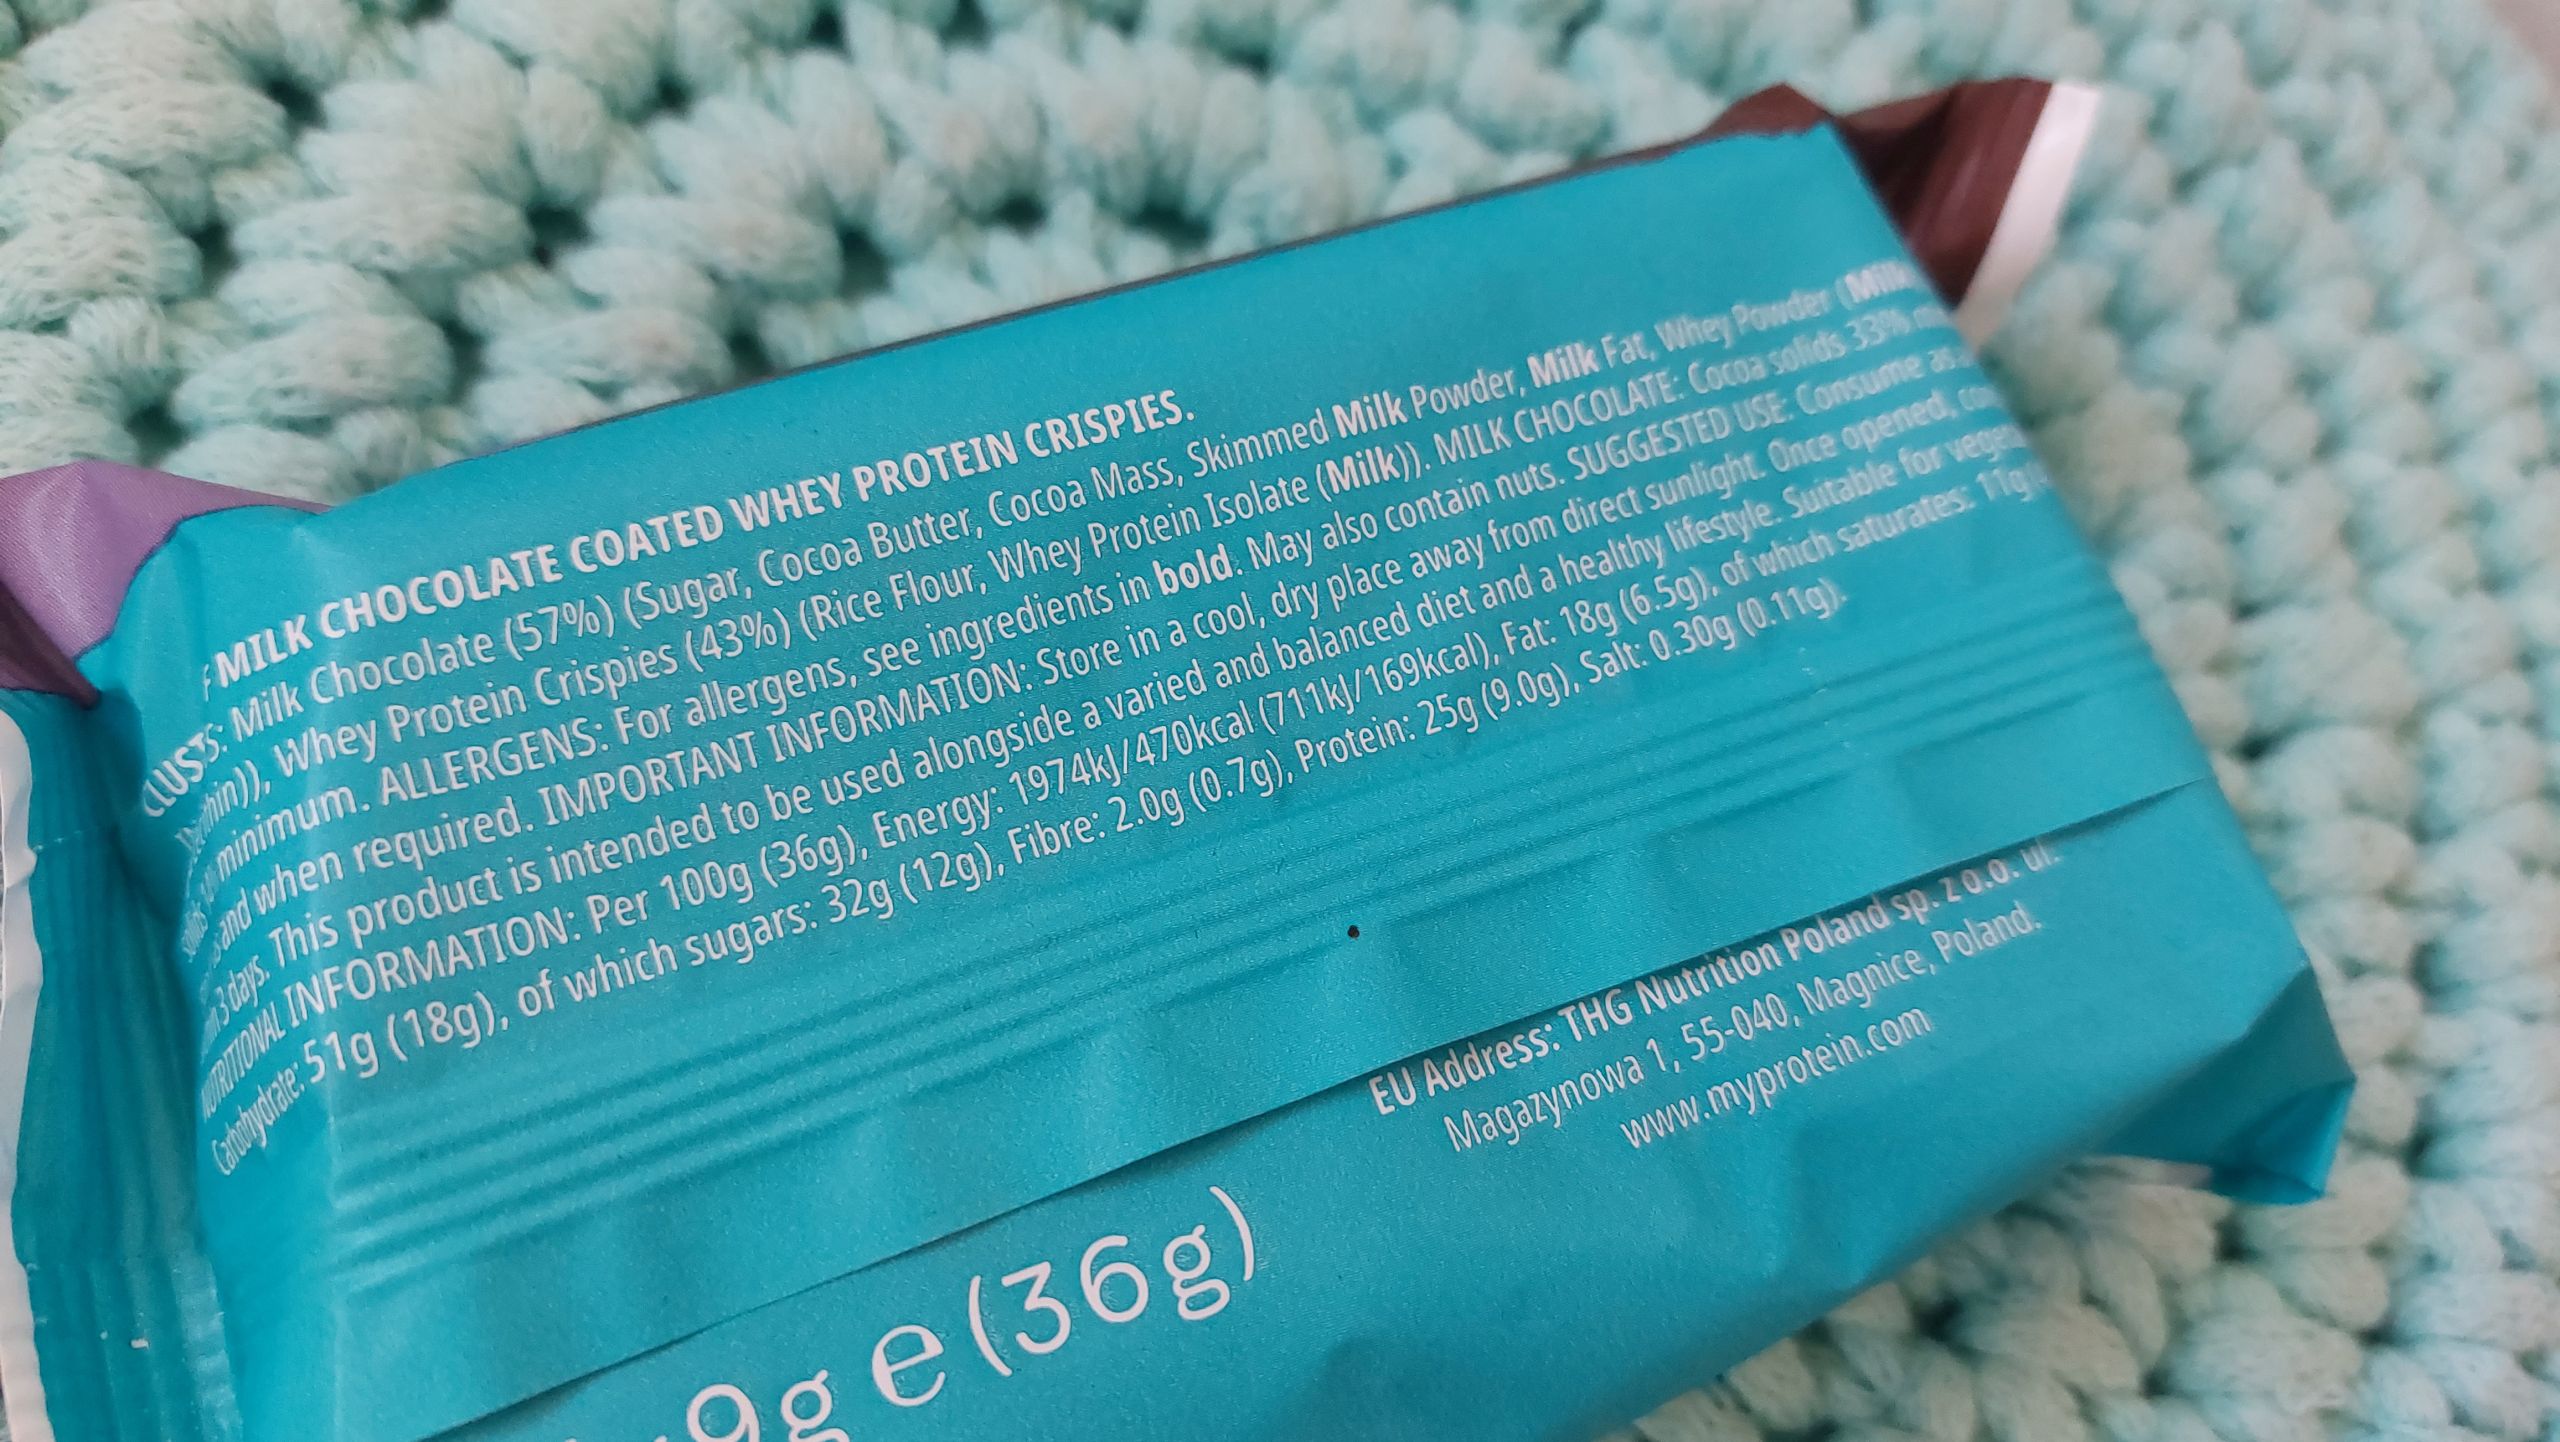 MILK CHOCOLATE COATED WHEY PROTEIN CRISPIES.
Milk Chocolate (57%) (Sugar, Cocoa Butter, Cocoa Mass, Skimmed Milk Powder, Milk Fat, Whey Powder (Milk
Whey Protein Crispies (43%) (Rice Flour, Whey Protein Isolate (Milk)). MILK CHOCOLATE: Cocoa solids 33%
minimum. ALLERGENS: For allergens, see ingredients in bold. May also contain nuts. SUGGESTED USE: Consume as
and when required. IMPORTANT INFORMATION: Store in a cool, dry place away from direct sunlight. Once opened,
3 days. This product is intended to be used alongside a varied and balanced diet and a healthy lifestyle. Suitable for
NUTRITIONAL INFORMATION: Per 100g (36g), Energy: 1974kJ/470kcal (711kJ/169kcal), Fat: 18g (6.5g), of which saturates: 11g
Carbohydrate: 51g (18g), of which sugars: 32g (12g), Fibre: 2.0g (0.7g), Protein: 25g (9.0g), Salt: 0.30g (0.11g).
EU Address: THG Nutrition Poland sp. z o.o. ul.
Magazynowa 1, 55-040, Magnice, Poland.
www.myprotein.com
9g e (36g)